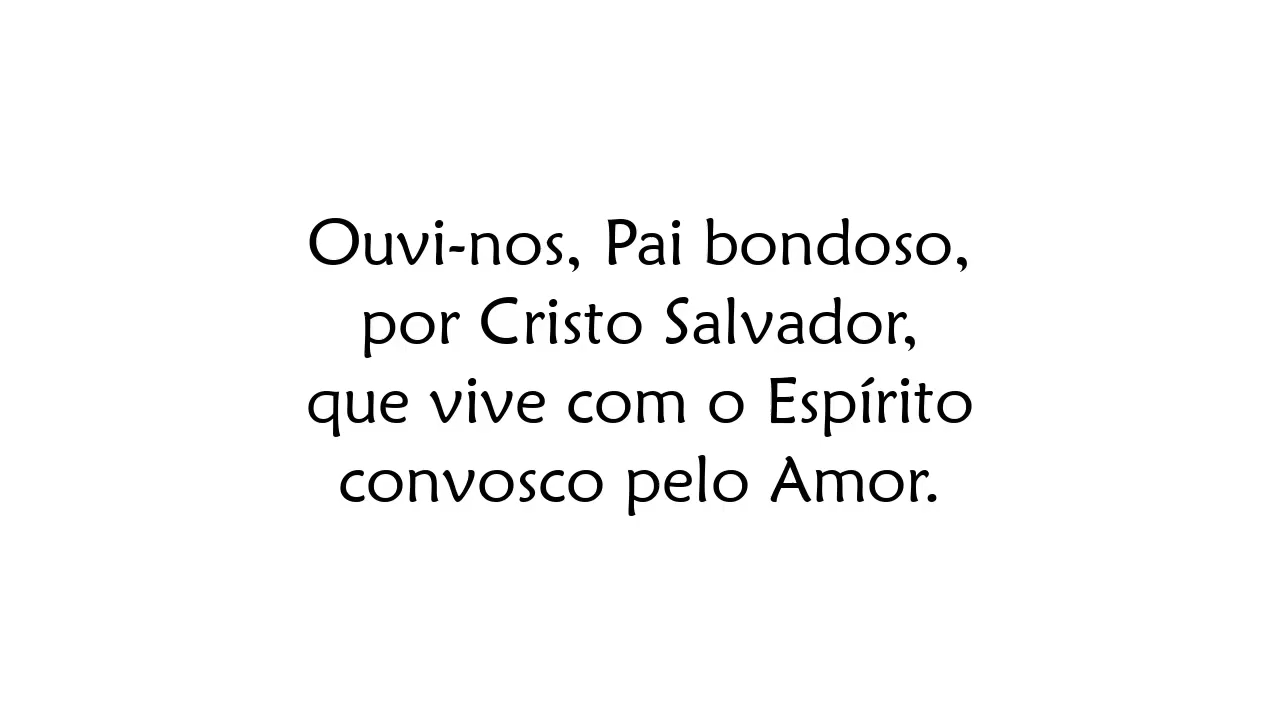 Ouvi-nos, Pai bondoso,
por Cristo Salvador,
que vive com o Espírito
convosco pelo Amor.